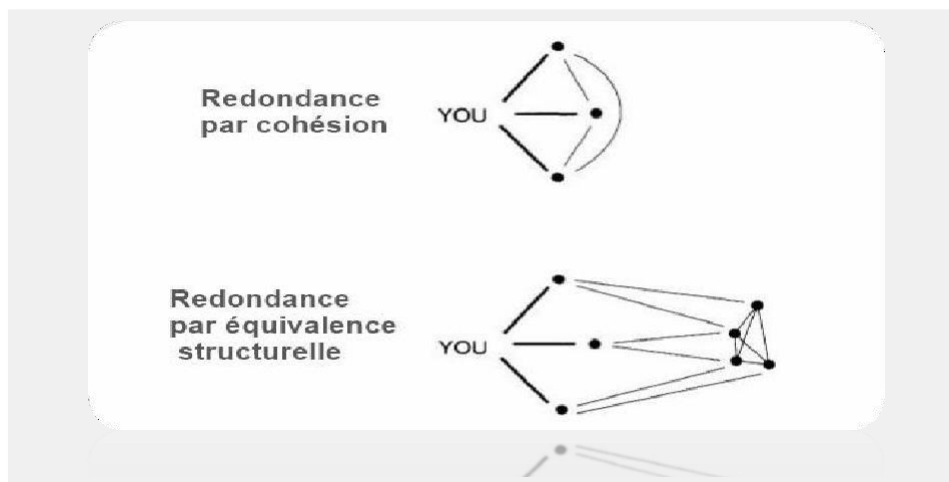 Redondance
par cohésion
YOU
Redondance
par équivalence
structurelle
YOU